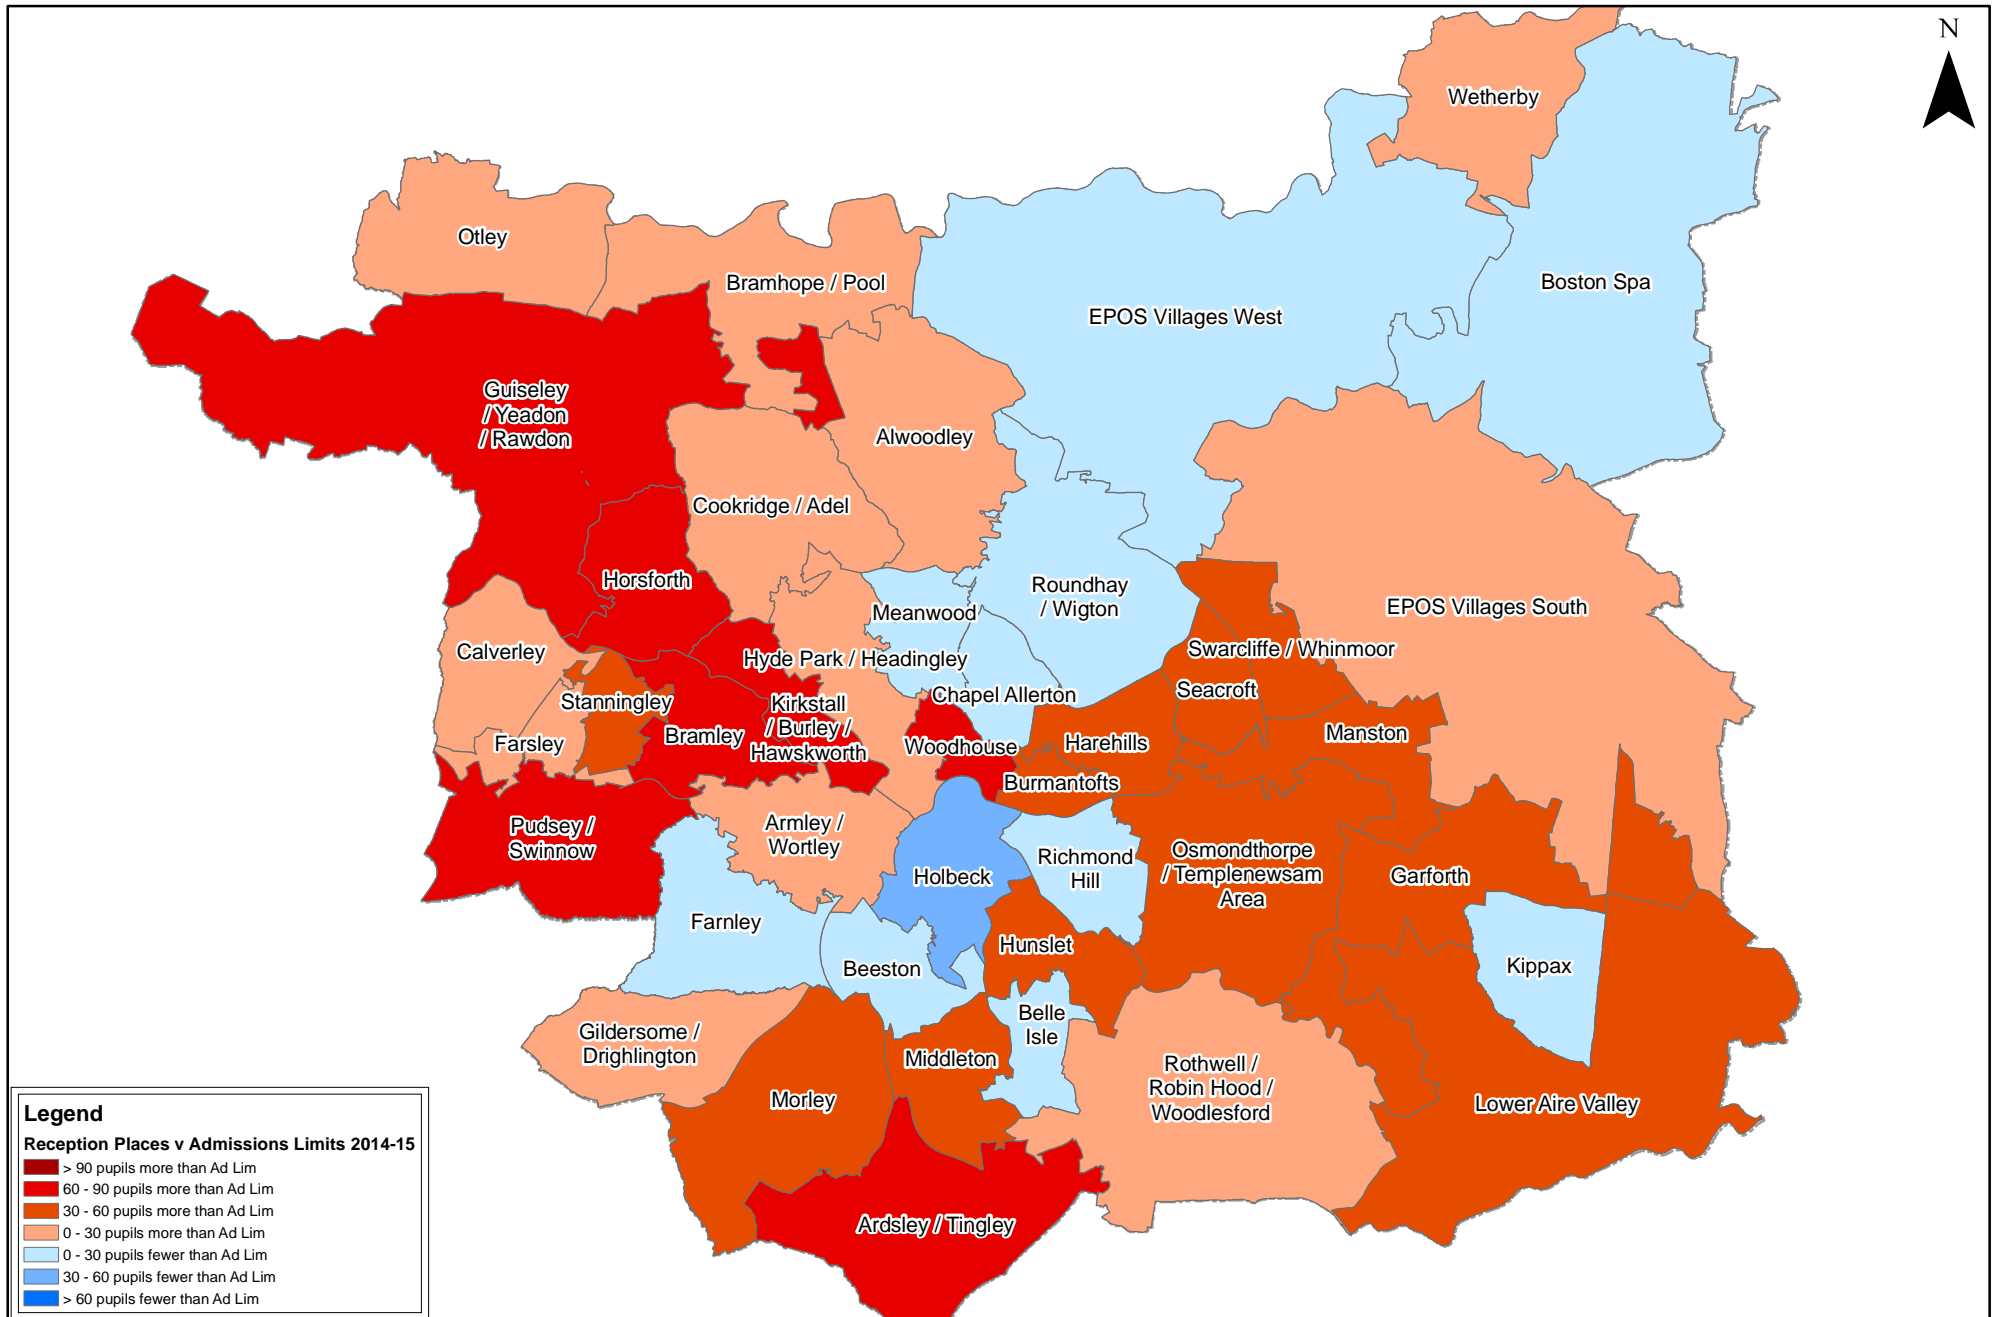 N
Wetherby
Otley
Bramhope / Pool
Boston Spa
EPOS Villages West
Guiseley
/ Yeadon
/ Rawdon
Alwoodley
Cookridge / Adel
Horsforth
Meanwood
Roundhay
/ Wigton
EPOS Villages South
Calverley
Hyde Park / Headingley
Swarcliffe / Whinmoor
Stanningley
Chapel Allerton
Seacroft
Kirkstall
/ Burley /
Hawskworth
Farsley
Bramley
Woodhouse
Harehills
Manston
Burmantofts
Pudsey /
Swinnow
Armley /
Wortley
Holbeck
Richmond
Hill
Osmondthorpe
/ Templenewsam
Area
Garforth
Farnley
Beeston
Hunslet
Kippax
Gildersome /
Drighlington
Belle
Isle
Middleton
Morley
Rothwell /
Robin Hood /
Woodlesford
Lower Aire Valley
Ardsley / Tingley
Legend
Reception Places v Admissions Limits 2014-15
> 90 pupils more than Ad Lim
60 - 90 pupils more than Ad Lim
30 - 60 pupils more than Ad Lim
0 - 30 pupils more than Ad Lim
0 - 30 pupils fewer than Ad Lim
30 - 60 pupils fewer than Ad Lim
> 60 pupils fewer than Ad Lim